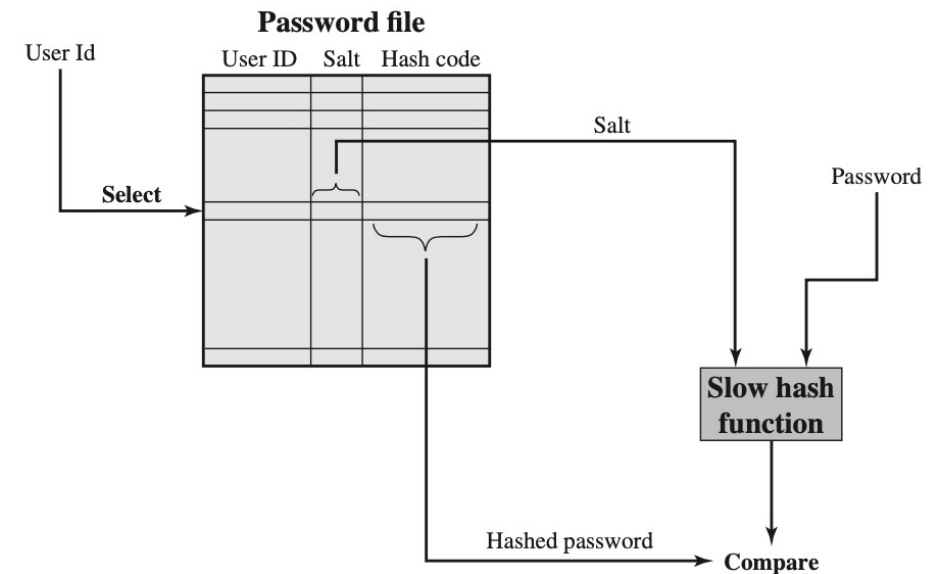 Password file
User Id
User ID Salt Hash code
Salt
Password
Select
Slow hash
function
Hashed password
Compare